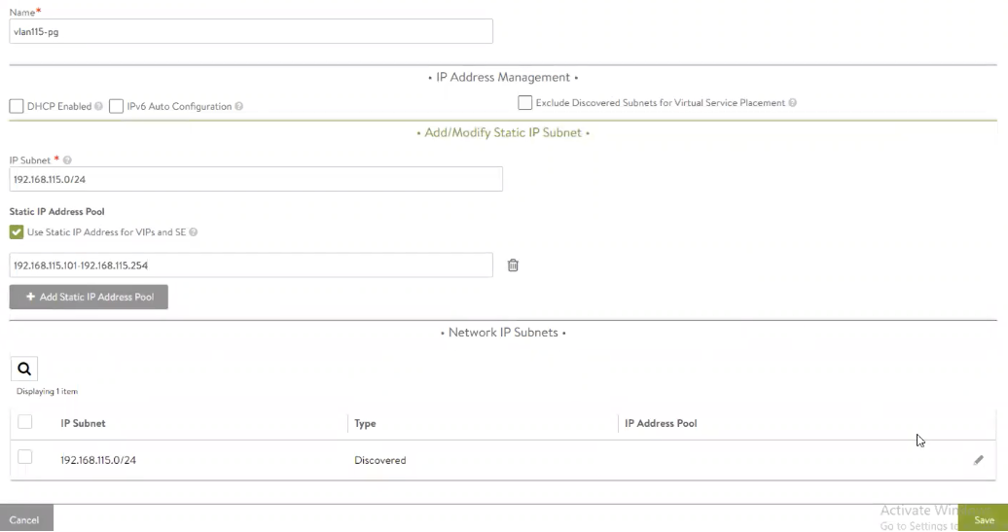 Name*
vlan115-pg
• IP Address Management •
DHCP Enabled
IPv6 Auto Configuration
Exclude Discovered Subnets for Virtual Service Placement
• Add/Modify Static IP Subnet •
IP Subnet *
192.168.115.0/24
Static IP Address Pool
Use Static IP Address for VIPs and SE
192.168.115.101-192.168.115.254
+ Add Static IP Address Pool
• Network IP Subnets •
Displaying 1 item
IP Subnet Type IP Address Pool
192.168.115.0/24 Discovered
Activate
Go to Settings to
Cancel Save